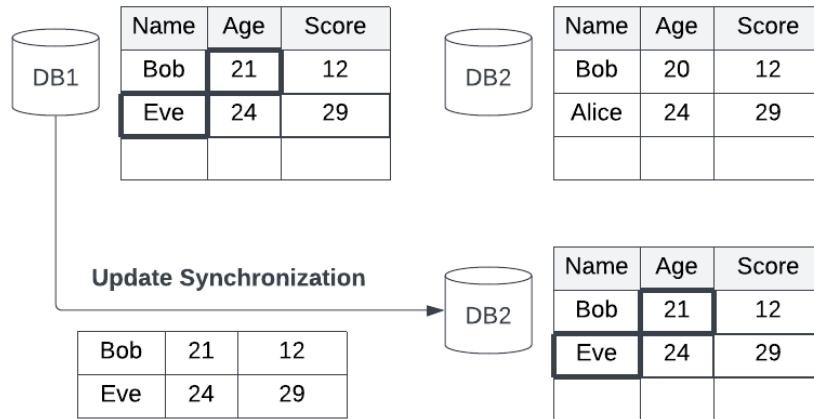 DB1
Name Age Score
Bob 21 12
Eve 24 29
DB2
Name Age Score
Bob 20 12
Alice 24 29
Update Synchronization
Bob 21 12
Eve 24 29
DB2
Name Age Score
Bob 21 12
Eve 24 29